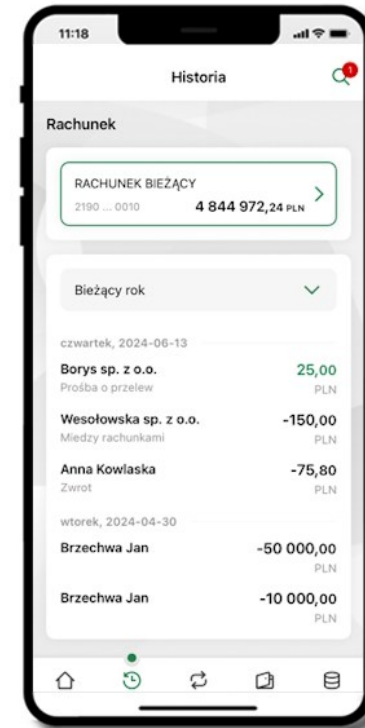 11:18
Historia
1
Rachunek
RACHUNEK BIEŻĄCY
2190 ... 0010 4 844 972,24 PLN
Bieżący rok
czwartek, 2024-06-13
Borys sp. z o.o. 25,00
Prośba o przelew PLN
Wesołowska sp. z o.o. -150,00
Miedzy rachunkami PLN
Anna Kowlaska -75,80
Zwrot PLN
wtorek, 2024-04-30
Brzechwa Jan -50 000,00
PLN
Brzechwa Jan -10 000,00
PLN